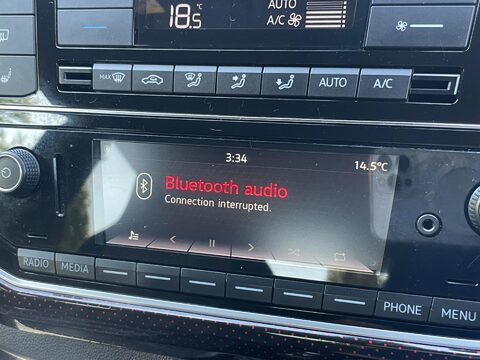 18.5 °C
AUTO
A/C
MAX
AUTO
A/C
3:34
14.5°C
Bluetooth audio
Connection interrupted.
RADIO
MEDIA
PHONE
MENU